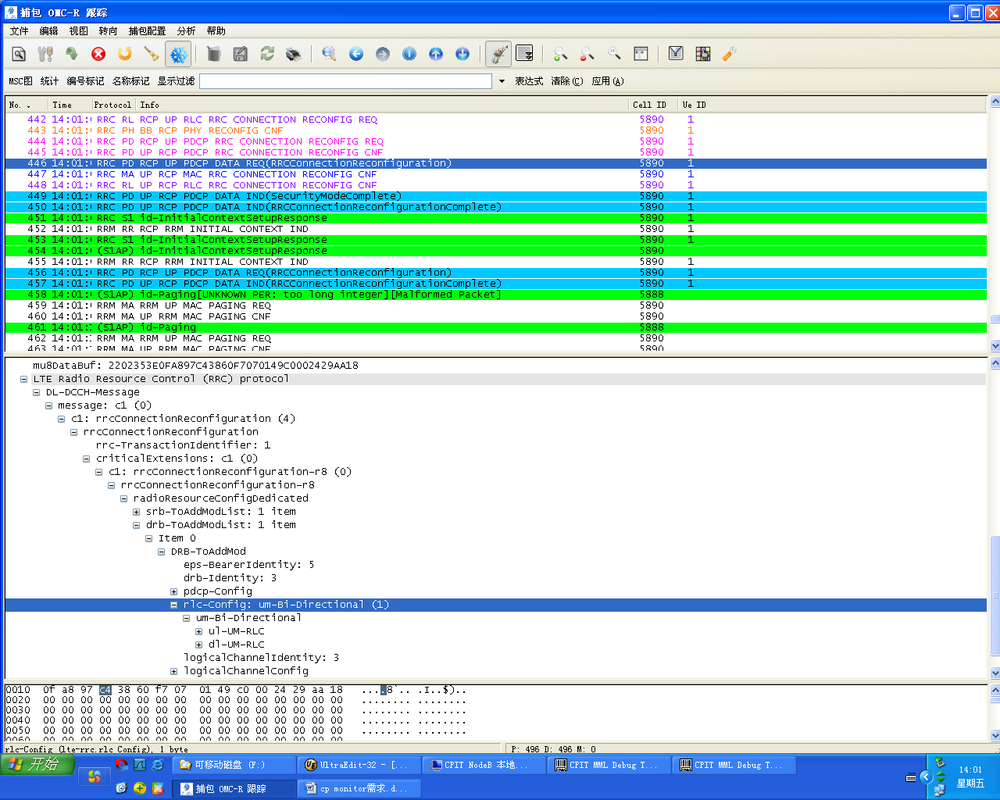 捕包 OMC-R 跟踪
文件 编辑 视图 转向 捕包配置 分析 帮助
MSC图 统计 编号标记 名称标记 显示过滤 表达式 清除(C) 应用(A)
No. Time Protocol Info Cell ID Ue ID
442 14:01: RRC RL RCP UP RLC RRC CONNECTION RECONFIG REQ 5890 1
443 14:01: RRC PH BB RCP PHY RECONFIG CNF 5890 1
444 14:01: RRC PD RCP UP PDCP RRC CONNECTION RECONFIG REQ 5890 1
445 14:01: RRC PD UP RCP PDCP RRC CONNECTION RECONFIG CNF 5890 1
446 14:01: RRC PD RCP UP PDCP DATA REQ(RRCConnectionReconfiguration) 5890 1
447 14:01: RRC MA UP RCP MAC RRC CONNECTION RECONFIG CNF 5890 1
448 14:01: RRC RL UP RCP RLC RRC CONNECTION RECONFIG CNF 5890 1
449 14:01: RRC PD UP RCP PDCP DATA IND(SecurityModeComplete) 5890 1
450 14:01: RRC PD UP RCP PDCP DATA IND(RRCConnectionReconfigurationComplete) 5890 1
451 14:01: RRC S1 id-InitialContextSetupResponse 5890 1
452 14:01: RRM RR RCP RRM INITIAL CONTEXT IND 5890 1
453 14:01: RRC S1 id-InitialContextSetupResponse 5890 1
454 14:01: (S1AP) id-InitialContextSetupResponse 5890
455 14:01: RRM RR RCP RRM INITIAL CONTEXT IND 5890 1
456 14:01: RRC PD RCP UP PDCP DATA REQ(RRCConnectionReconfiguration) 5890 1
457 14:01: RRC PD UP RCP PDCP DATA IND(RRCConnectionReconfigurationComplete) 5890 1
458 14:01: (S1AP) id-Paging[UNKNOWN PER: too long integer][Malformed Packet] 5888
459 14:01: RRM MA RRM UP MAC PAGING REQ 5890
460 14:01: RRM MA UP RRM MAC PAGING CNF 5890
461 14:01: (S1AP) id-Paging 5888
462 14:01: RRM MA RRM UP MAC PAGING REQ 5890
463 14:01: RRM MA UP RRM MAC PAGING CNF 5890
mu8DataBuf: 2202353E0FA897C43860F7070149C0002429AA18
LTE Radio Resource Control (RRC) protocol
DL-DCCH-Message
message: c1 (0)
c1: rrcConnectionReconfiguration (4)
rrcConnectionReconfiguration
rrc-TransactionIdentifier: 1
criticalExtensions: c1 (0)
c1: rrcConnectionReconfiguration-r8 (0)
rrcConnectionReconfiguration-r8
radioResourceConfigDedicated
srb-ToAddModList: 1 item
drb-ToAddModList: 1 item
Item 0
DRB-ToAddMod
eps-BearerIdentity: 5
drb-Identity: 3
pdcp-Config
rlc-Config: um-Bi-Directional (1)
um-Bi-Directional
ul-UM-RLC
dl-UM-RLC
logicalChannelIdentity: 3
logicalChannelConfig
0010 0f a8 97 c4 38 60 f7 07 01 49 c0 00 24 29 aa 18 ....8`.. .I..$)..
0020 00 00 00 00 00 00 00 00 00 00 00 00 00 00 00 00 ........ ........
0030 00 00 00 00 00 00 00 00 00 00 00 00 00 00 00 00 ........ ........
0040 00 00 00 00 00 00 00 00 00 00 00 00 00 00 00 00 ........ ........
0050 00 00 00 00 00 00 00 00 00 00 00 00 00 00 00 00 ........ ........
0060 00 00 00 00 00 00 00 00 00 00 00 00 00 00 00 00
rlc-Config (lte-rrc.rlc_Config), 1 byte P: 496 D: 496 M: 0
开始 可移动磁盘 (F:) UltraEdit-32 - [... CPIT NodeB 本地... CPIT MML Debug T... CPIT MML Debug T... 14:01
捕包 OMC-R 跟踪 cp monitor需求.d... 星期五